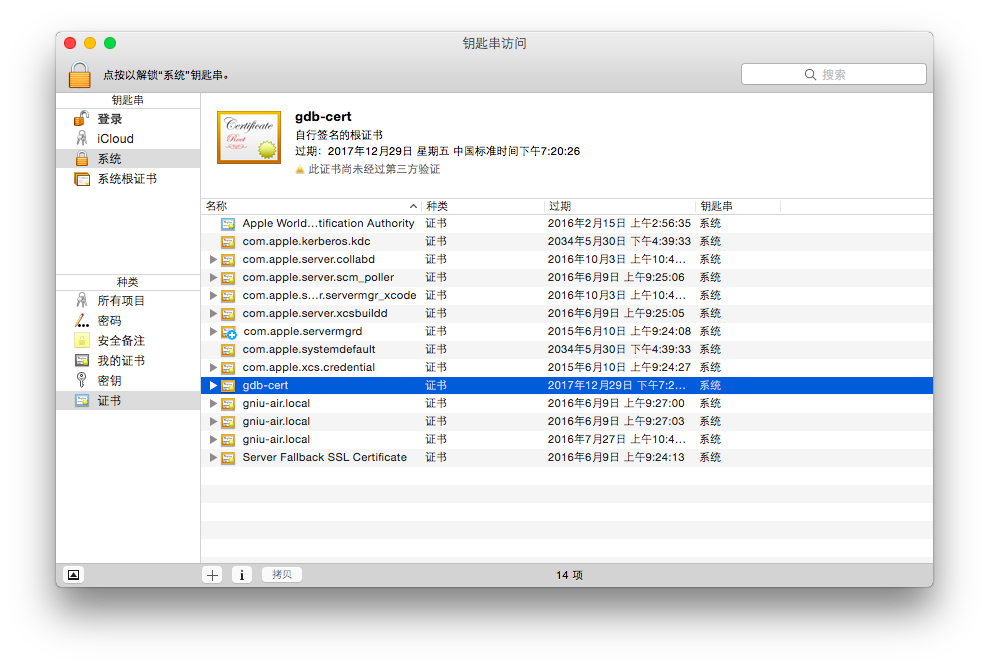 钥匙串访问
点按以解锁“系统”钥匙串。
搜索
钥匙串
登录
iCloud
系统
系统根证书
种类
所有项目
密码
安全备注
我的证书
密钥
证书
Certificate
Root
gdb-cert
自行签名的根证书
过期：2017年12月29日 星期五 中国标准时间下午7:20:26
此证书尚未经过第三方验证
名称 种类 过期 钥匙串
Apple World...tification Authority 证书 2016年2月15日 上午2:56:35 系统
com.apple.kerberos.kdc 证书 2034年5月30日 下午4:39:33 系统
com.apple.server.collabd 证书 2016年10月3日 上午10:4... 系统
com.apple.server.scm_poller 证书 2016年6月9日 上午9:25:06 系统
com.apple.s...r.servermgr_xcode 证书 2016年10月3日 上午10:4... 系统
com.apple.server.xcsbuildd 证书 2016年6月9日 上午9:25:05 系统
com.apple.servermgrd 证书 2015年6月10日 上午9:24:08 系统
com.apple.systemdefault 证书 2034年5月30日 下午4:39:33 系统
com.apple.xcs.credential 证书 2015年6月10日 上午9:24:27 系统
gdb-cert 证书 2017年12月29日 下午7:2... 系统
gniu-air.local 证书 2016年6月9日 上午9:27:00 系统
gniu-air.local 证书 2016年6月9日 上午9:27:03 系统
gniu-air.local 证书 2016年7月27日 上午10:4... 系统
Server Fallback SSL Certificate 证书 2016年6月9日 上午9:24:13 系统
拷贝
14 项